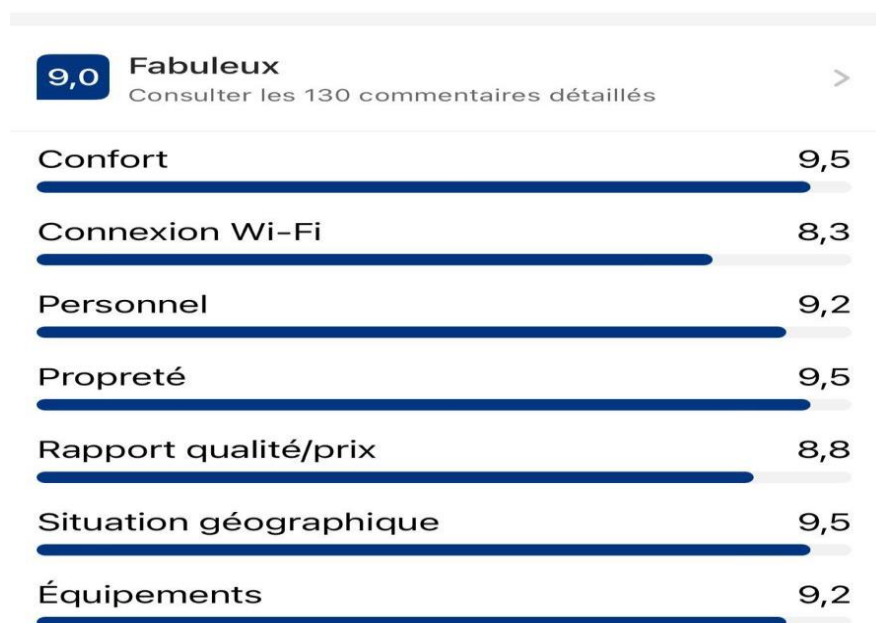 9,0 Fabuleux
Consulter les 130 commentaires détaillés
Confort 9,5
Connexion Wi-Fi 8,3
Personnel 9,2
Propreté 9,5
Rapport qualité/prix 8,8
Situation géographique 9,5
Équipements 9,2